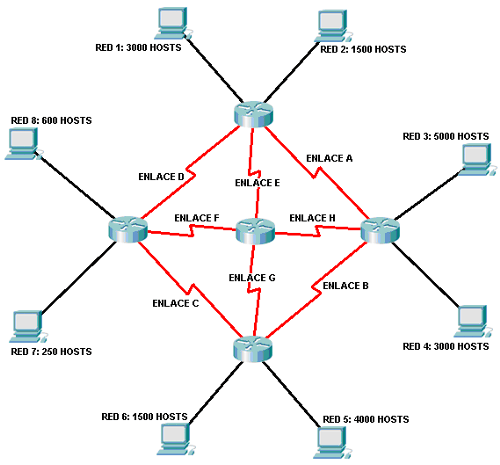 RED 1: 3000 HOSTS
RED 2: 1500 HOSTS
RED 8: 600 HOSTS
RED 3: 5000 HOSTS
ENLACE A
ENLACE D
ENLACE E
ENLACE F
ENLACE H
ENLACE G
ENLACE B
ENLACE C
RED 7: 250 HOSTS
RED 4: 3000 HOSTS
RED 6: 1500 HOSTS
RED 5: 4000 HOSTS